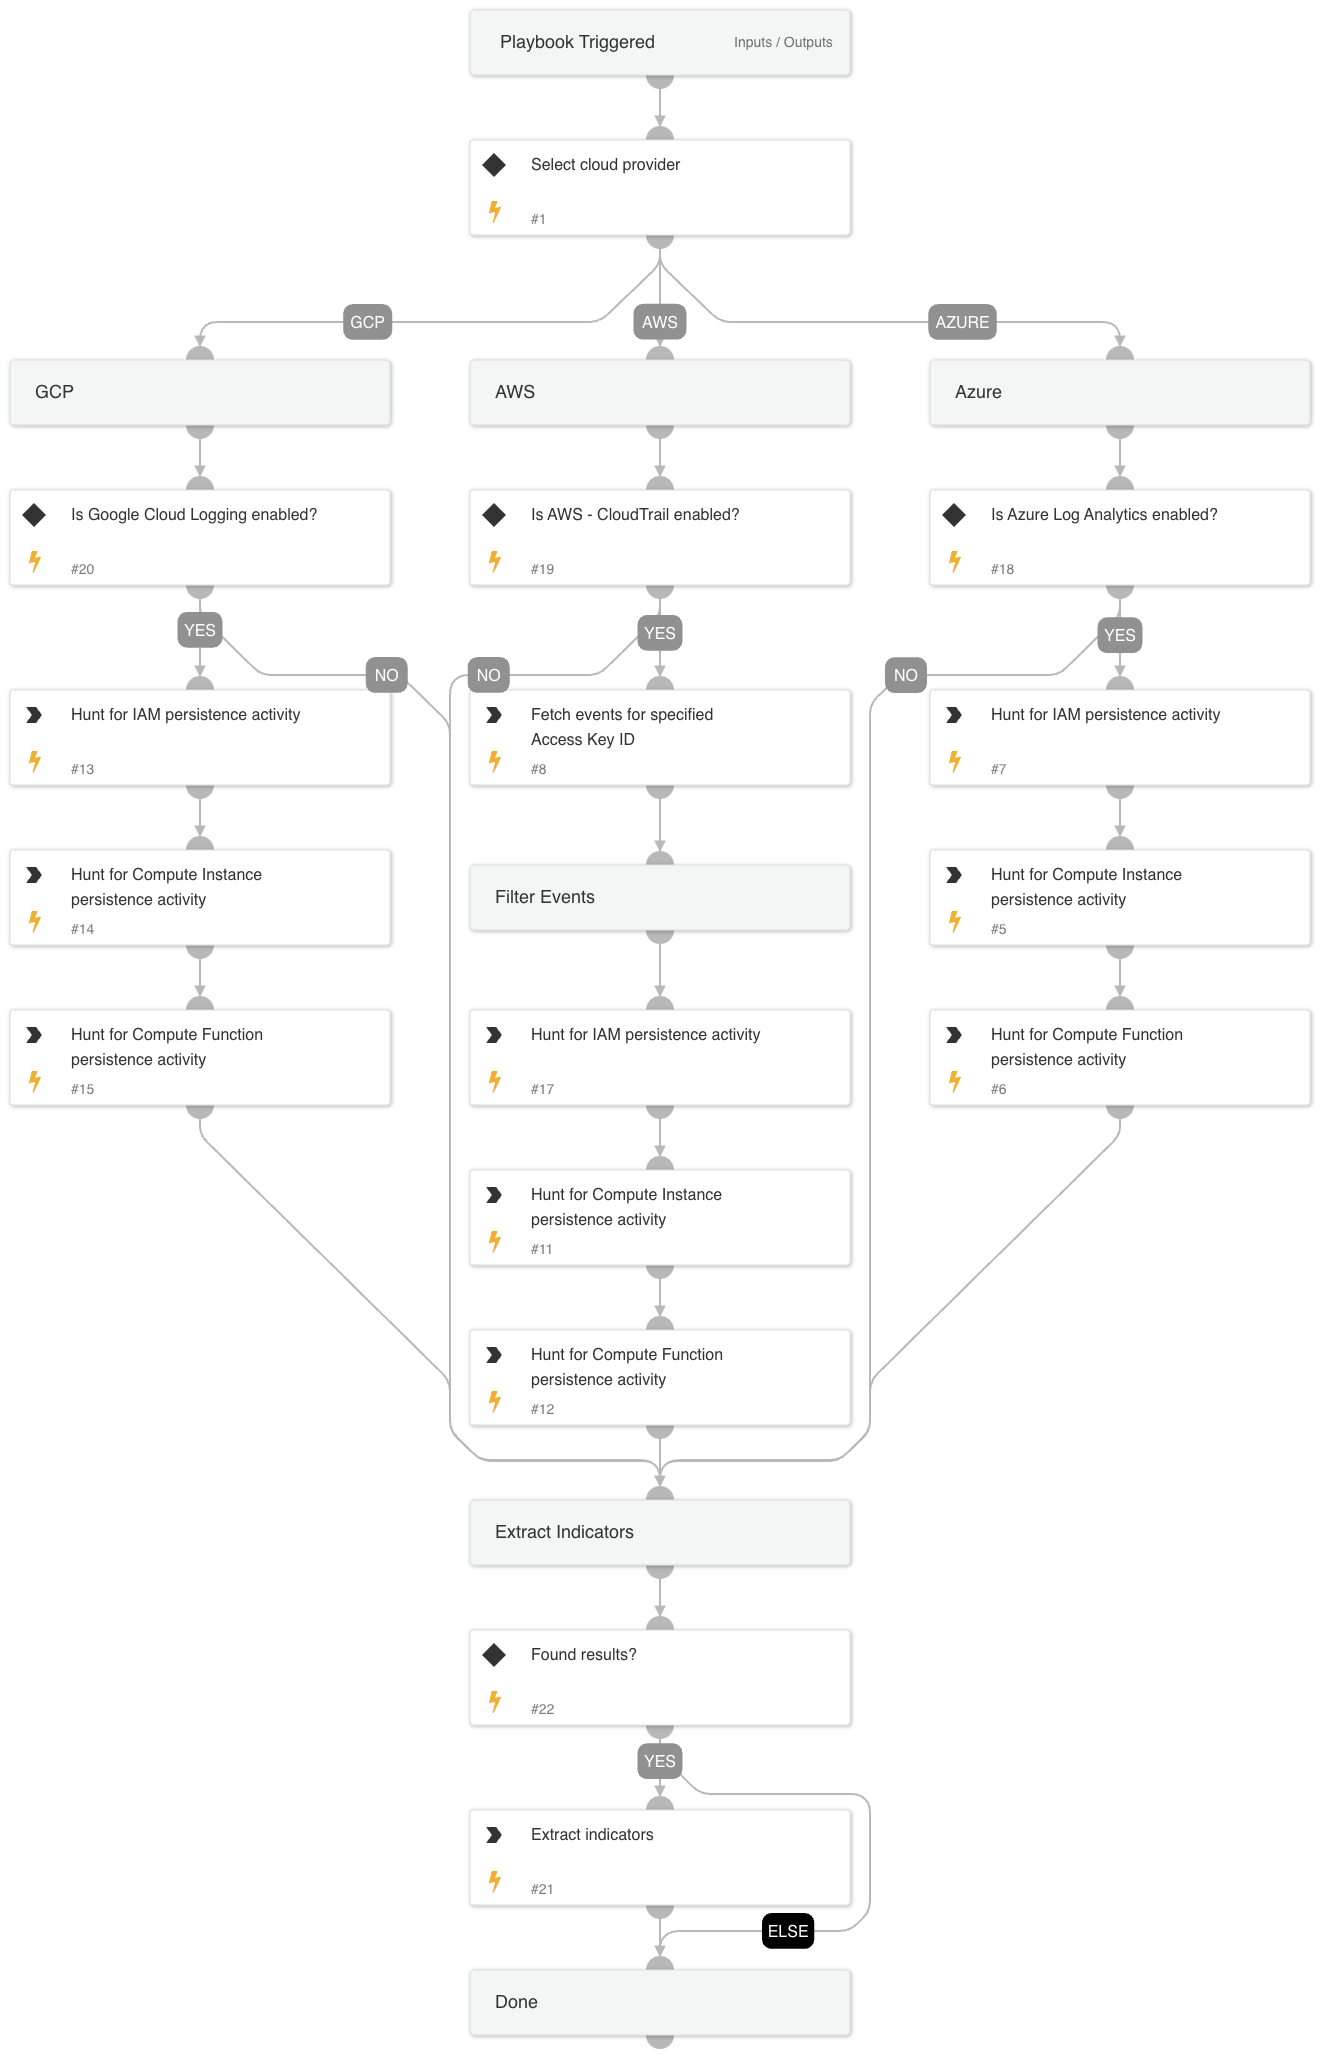 Playbook Triggered
Inputs / Outputs
Select cloud provider
#1
GCP
AWS
AZURE
GCP
AWS
Azure
Is Google Cloud Logging enabled?
#20
Is AWS - CloudTrail enabled?
#19
Is Azure Log Analytics enabled?
#18
YES
NO
NO
YES
NO
YES
Hunt for IAM persistence activity
#13
Fetch events for specified
Access Key ID
#8
Hunt for IAM persistence activity
#7
Hunt for Compute Instance
persistence activity
#14
Filter Events
Hunt for Compute Instance
persistence activity
#5
Hunt for Compute Function
persistence activity
#15
Hunt for IAM persistence activity
#17
Hunt for Compute Function
persistence activity
#6
Hunt for Compute Instance
persistence activity
#11
Hunt for Compute Function
persistence activity
#12
Extract Indicators
Found results?
#22
YES
Extract indicators
#21
ELSE
Done